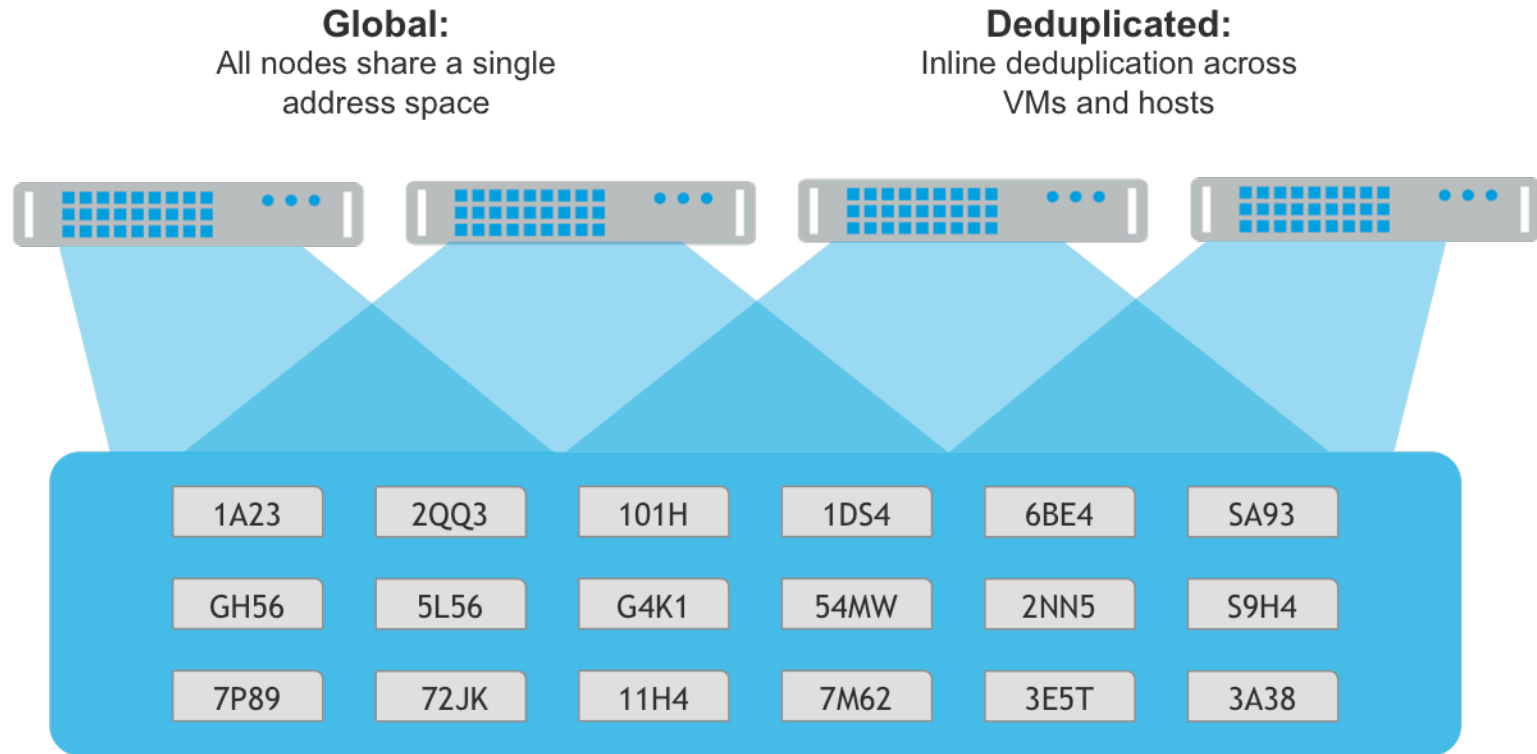 Global:
All nodes share a single
address space
Deduplicated:
Inline deduplication across
VMs and hosts
1A23 2QQ3 101H 1DS4 6BE4 SA93
GH56 5L56 G4K1 54MW 2NN5 S9H4
7P89 72JK 11H4 7M62 3E5T 3A38